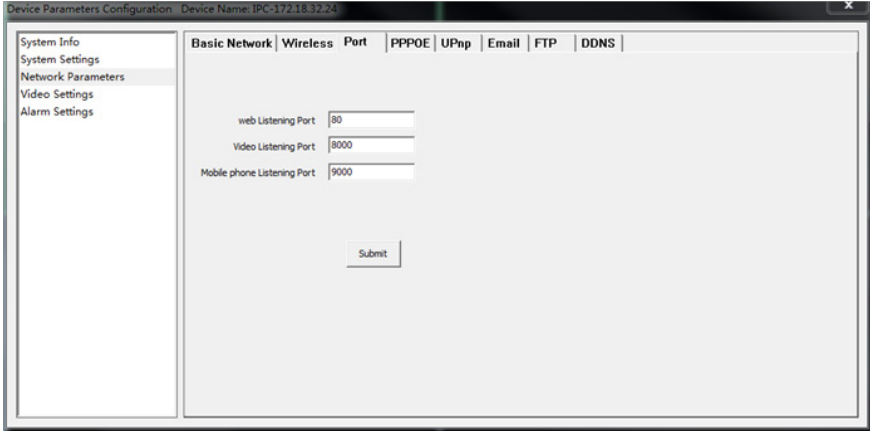 Device Parameters Configuration Device Name: IPC-172.18.32.24
x
System Info
System Settings
Network Parameters
Video Settings
Alarm Settings
Basic Network Wireless Port PPPOE UPnp Email FTP DDNS
web Listening Port 80
Video Listening Port 8000
Mobile phone Listening Port 9000
Submit